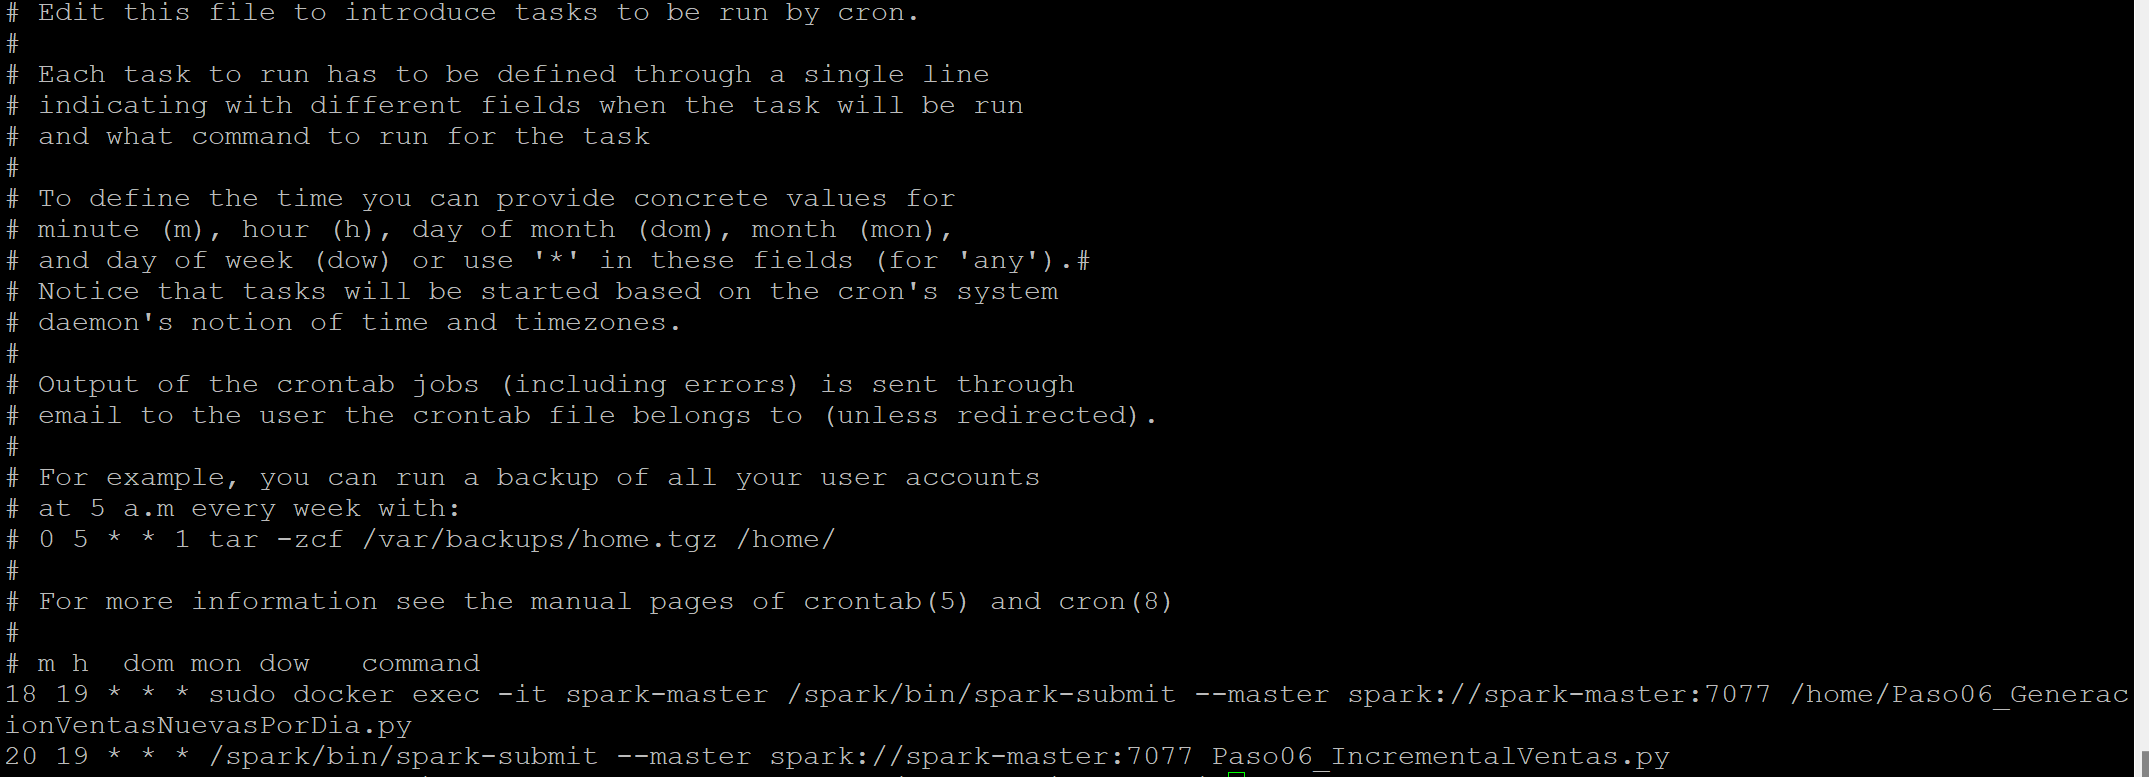 # Edit this file to introduce tasks to be run by cron.
#
# Each task to run has to be defined through a single line
# indicating with different fields when the task will be run
# and what command to run for the task
#
# To define the time you can provide concrete values for
# minute (m), hour (h), day of month (dom), month (mon),
# and day of week (dow) or use '*' in these fields (for 'any').#
# Notice that tasks will be started based on the cron's system
# daemon's notion of time and timezones.
#
# Output of the crontab jobs (including errors) is sent through
# email to the user the crontab file belongs to (unless redirected).
#
# For example, you can run a backup of all your user accounts
# at 5 a.m every week with:
# 0 5 * * 1 tar -zcf /var/backups/home.tgz /home/
#
# For more information see the manual pages of crontab(5) and cron(8)
#
# m h  dom mon dow   command
18 19 * * * sudo docker exec -it spark-master /spark/bin/spark-submit --master spark://spark-master:7077 /home/Paso06_Generac
ionVentasNuevasPorDia.py
20 19 * * * /spark/bin/spark-submit --master spark://spark-master:7077 Paso06_IncrementalVentas.py